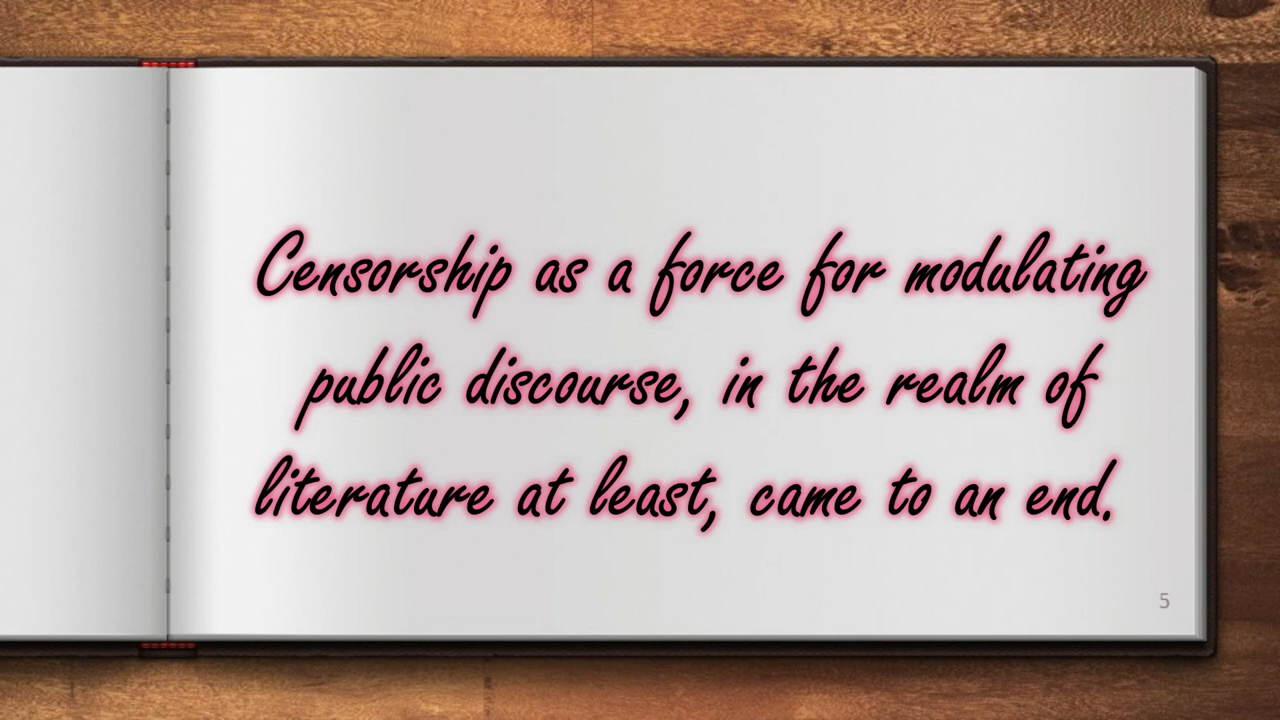 Censorship as a force for modulating
public discourse, in the realm of
literature at least, came to an end.
5